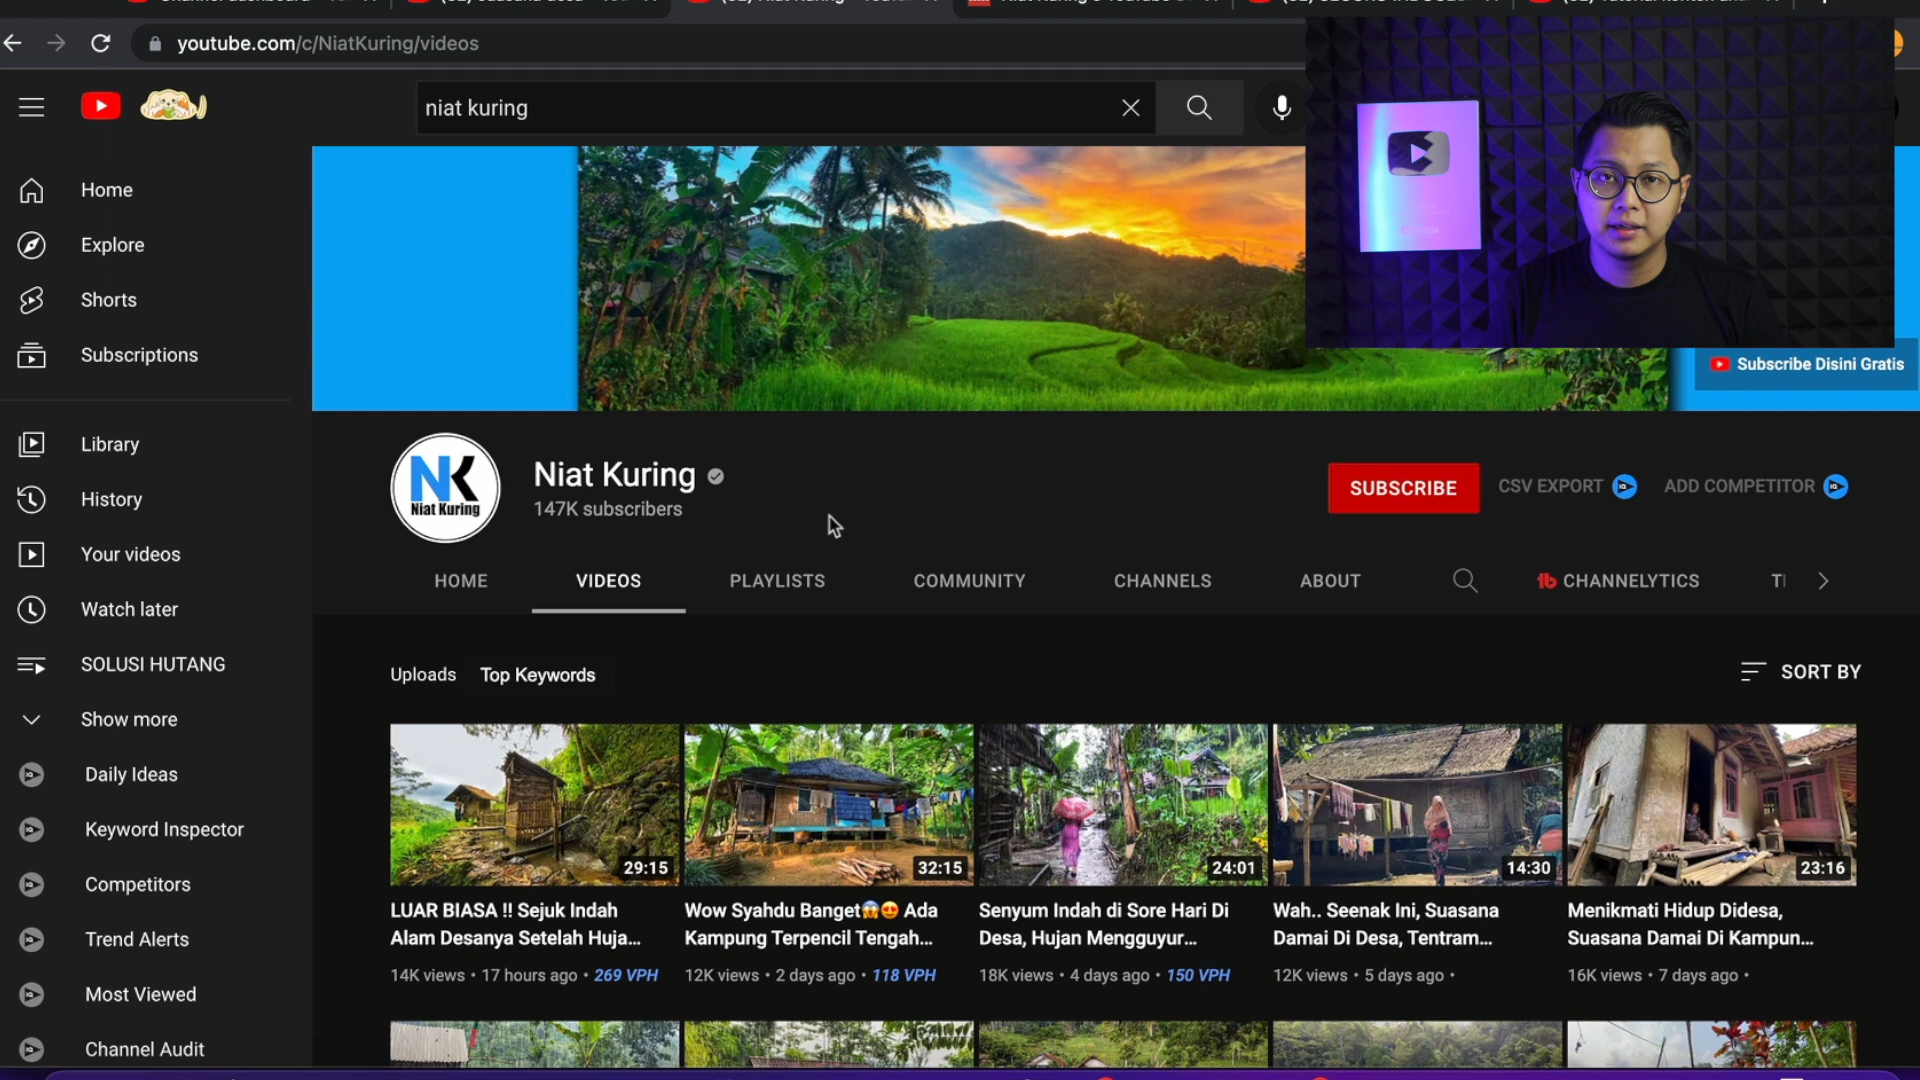 youtube.com/c/NiatKuring/videos
niat kuring
Home
Explore
Shorts
Subscriptions
Library
History
Your videos
Watch later
SOLUSI HUTANG
Show more
Daily Ideas
Keyword Inspector
Competitors
Trend Alerts
Most Viewed
Channel Audit
Subscribe Disini Gratis
NK
Niat Kuring
Niat Kuring
147K subscribers
SUBSCRIBE
CSV EXPORT
ADD COMPETITOR
HOME
VIDEOS
PLAYLISTS
COMMUNITY
CHANNELS
ABOUT
CHANNELYTICS
Uploads
Top Keywords
SORT BY
29:15
32:15
24:01
14:30
23:16
LUAR BIASA !! Sejuk Indah
Alam Desanya Setelah Huja...
14K views • 17 hours ago • 269 VPH
Wow Syahdu Banget😱😍 Ada
Kampung Terpencil Tengah...
12K views • 2 days ago • 118 VPH
Senyum Indah di Sore Hari Di
Desa, Hujan Mengguyur...
18K views • 4 days ago • 150 VPH
Wah.. Seenak Ini, Suasana
Damai Di Desa, Tentram...
12K views • 5 days ago •
Menikmati Hidup Didesa,
Suasana Damai Di Kampun...
16K views • 7 days ago •